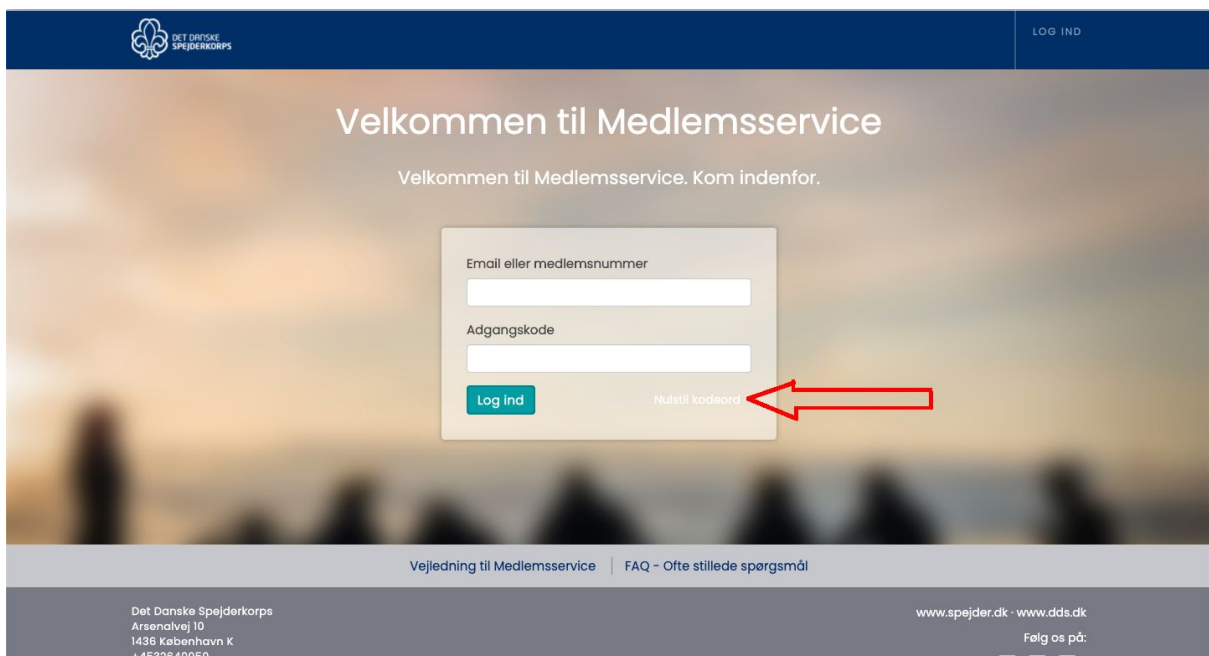 DET DANSKE
SPEJDERKORPS
LOG IND
Velkommen til Medlemsservice
Velkommen til Medlemsservice. Kom indenfor.
Email eller medlemsnummer
Adgangskode
Log ind
Nulstil kodeord
Vejledning til Medlemsservice
FAQ - Ofte stillede spørgsmål
Det Danske Spejderkorps
Arsenalvej 10
1436 København K
www.spejder.dk · www.dds.dk
Følg os på: